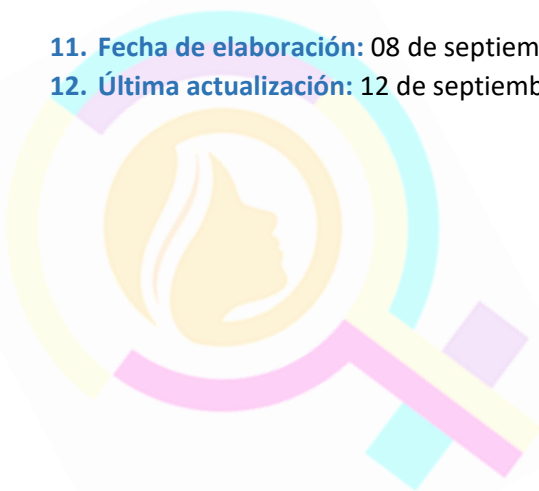 11. Fecha de elaboración: 08 de septiem
12. Última actualización: 12 de septiemb